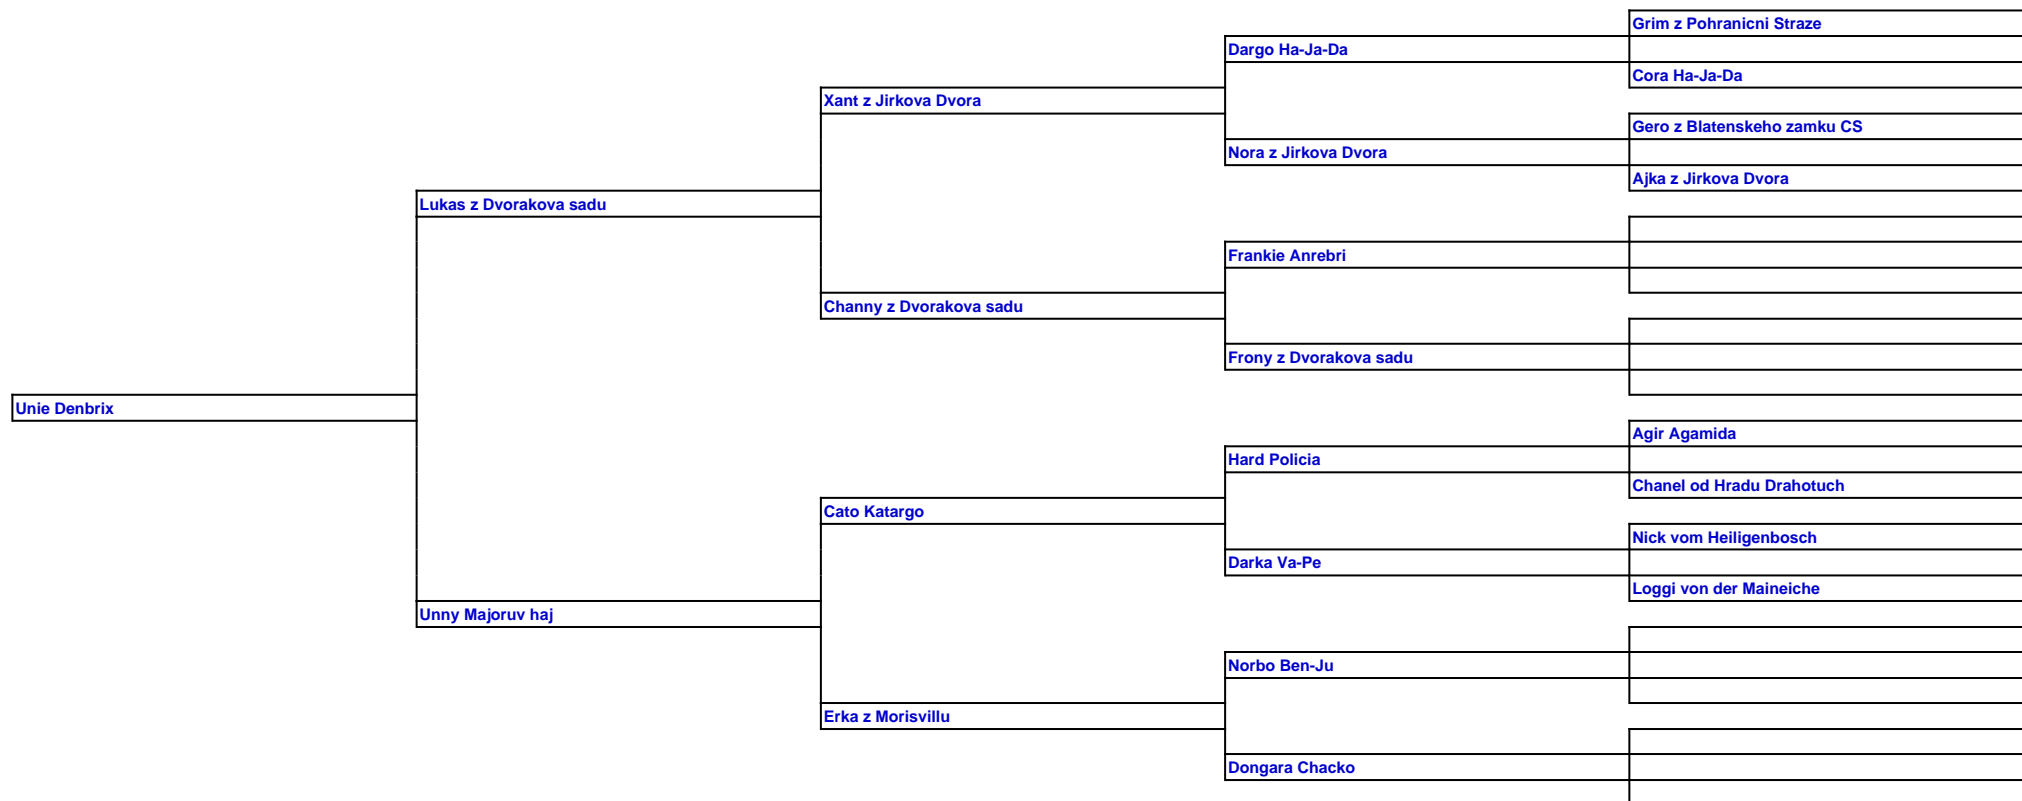 Grim z Pohranicni Straze
Dargo Ha-Ja-Da
Cora Ha-Ja-Da
Xant z Jirkova Dvora
Gero z Blatenskeho zamku CS
Nora z Jirkova Dvora
Ajka z Jirkova Dvora
Lukas z Dvorakova sadu
Frankie Anrebri
Channy z Dvorakova sadu
Frony z Dvorakova sadu
Unie Denbrix
Agir Agamida
Hard Policia
Chanel od Hradu Drahotuch
Cato Katargo
Nick vom Heiligenbosch
Darka Va-Pe
Loggi von der Maineiche
Unny Majoruv haj
Norbo Ben-Ju
Erka z Morisvillu
Dongara Chacko